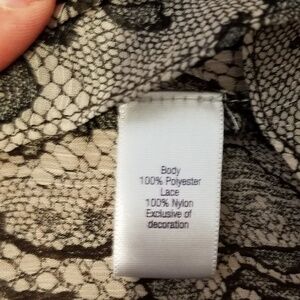 Body
100% Polyester
Lace
100% Nylon
Exclusive of
decoration